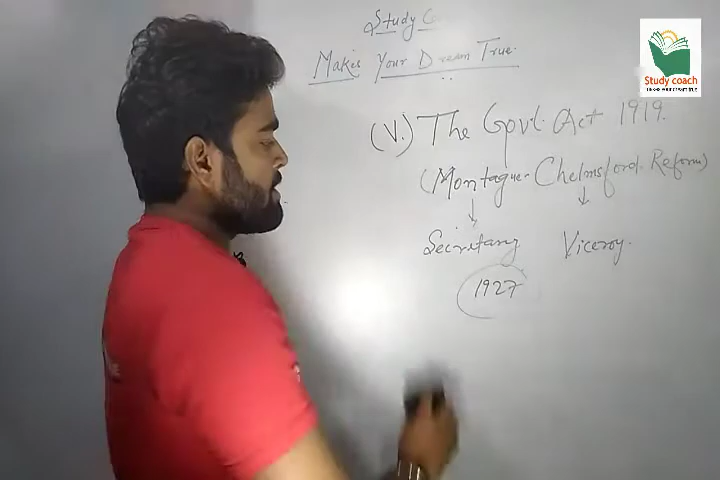 Study
Makes Your Dream True.
Study coach
(V.) The Govt. Act 1919.
(Montague-Chelmsford Reform)
Secretary Viceroy.
1927